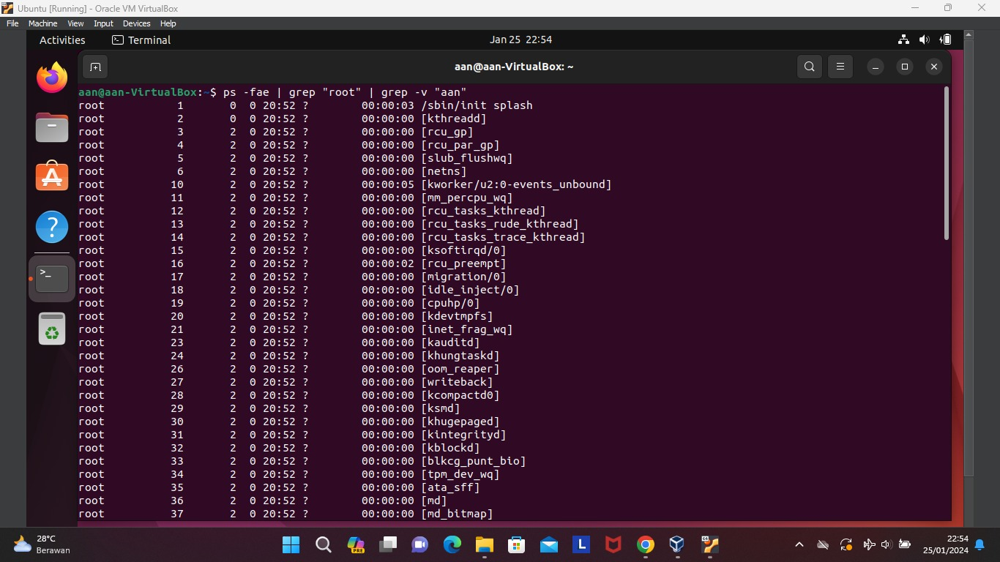 Ubuntu [Running] - Oracle VM VirtualBox
File Machine View Input Devices Help
Activities Terminal Jan 25 22:54
aan@aan-VirtualBox: ~
aan@aan-VirtualBox:~$ ps -fae | grep "root" | grep -v "aan"
root 1 0 0 20:52 ? 00:00:03 /sbin/init splash
root 2 0 0 20:52 ? 00:00:00 [kthreadd]
root 3 2 0 20:52 ? 00:00:00 [rcu_gp]
root 4 2 0 20:52 ? 00:00:00 [rcu_par_gp]
root 5 2 0 20:52 ? 00:00:00 [slub_flushwq]
root 6 2 0 20:52 ? 00:00:00 [netns]
root 10 2 0 20:52 ? 00:00:05 [kworker/u2:0-events_unbound]
root 11 2 0 20:52 ? 00:00:00 [mm_percpu_wq]
root 12 2 0 20:52 ? 00:00:00 [rcu_tasks_kthread]
root 13 2 0 20:52 ? 00:00:00 [rcu_tasks_rude_kthread]
root 14 2 0 20:52 ? 00:00:00 [rcu_tasks_trace_kthread]
root 15 2 0 20:52 ? 00:00:00 [ksoftirqd/0]
root 16 2 0 20:52 ? 00:00:02 [rcu_preempt]
root 17 2 0 20:52 ? 00:00:00 [migration/0]
root 18 2 0 20:52 ? 00:00:00 [idle_inject/0]
root 19 2 0 20:52 ? 00:00:00 [cpuhp/0]
root 20 2 0 20:52 ? 00:00:00 [kdevtmpfs]
root 21 2 0 20:52 ? 00:00:00 [inet_frag_wq]
root 23 2 0 20:52 ? 00:00:00 [kauditd]
root 24 2 0 20:52 ? 00:00:00 [khungtaskd]
root 26 2 0 20:52 ? 00:00:00 [oom_reaper]
root 27 2 0 20:52 ? 00:00:00 [writeback]
root 28 2 0 20:52 ? 00:00:00 [kcompactd0]
root 29 2 0 20:52 ? 00:00:00 [ksmd]
root 30 2 0 20:52 ? 00:00:00 [khugepaged]
root 31 2 0 20:52 ? 00:00:00 [kintegrityd]
root 32 2 0 20:52 ? 00:00:00 [kblockd]
root 33 2 0 20:52 ? 00:00:00 [blkcg_punt_bio]
root 34 2 0 20:52 ? 00:00:00 [tpm_dev_wq]
root 35 2 0 20:52 ? 00:00:00 [ata_sff]
root 36 2 0 20:52 ? 00:00:00 [md]
root 37 2 0 20:52 ? 00:00:00 [md_bitmap]
28°C
Berawan
PRE
L
64
22:54
25/01/2024